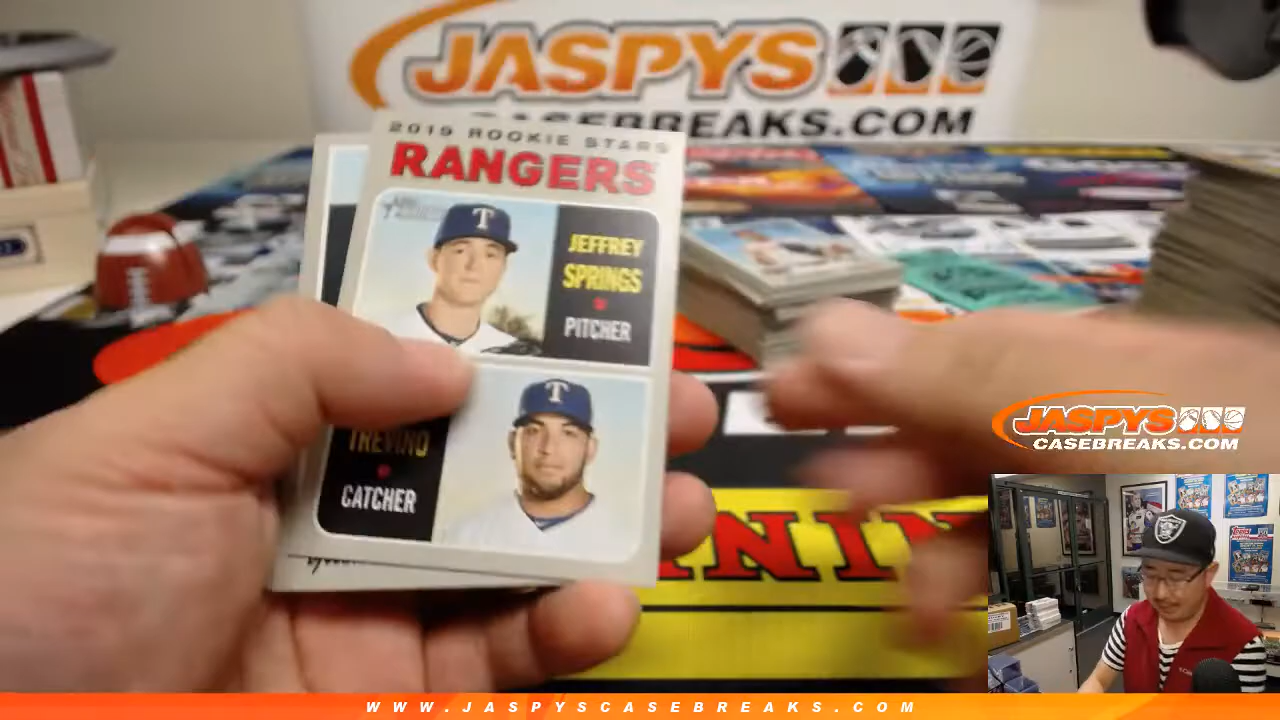 JASPYS
CASEBREAKS.COM
2019 ROOKIE STARS
RANGERS
T
JEFFREY
SPRINGS
PITCHER
T
TREVINO
CATCHER
JASPYS
CASEBREAKS.COM
WWW.JASPYSCASEBREAKS.COM